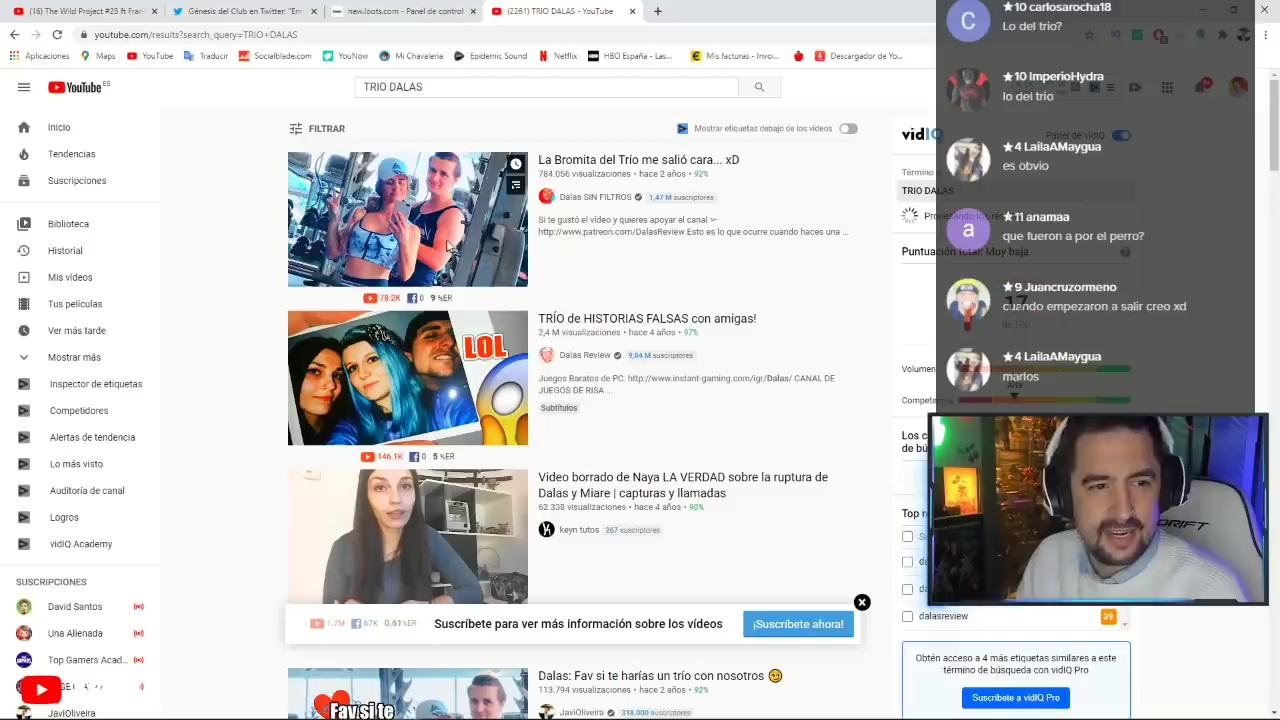 (16) The Wild Project #25 ft Fra
Génesis del Club en Twitter: "Em
new.loots.com - Panel de control
(2261) TRIO DALAS - YouTube
youtube.com/results?search_query=TRIO+DALAS
Aplicaciones
Maps
YouTube
Traducir
Socialblade.com
YouNow
Mi Chavaleria
Epidemic Sound
Netflix
HBO España - Las...
Mis facturas - Invoi...
Descargador de Yo...
YouTube ES
TRIO DALAS
Inicio
Tendencias
Suscripciones
Biblioteca
Historial
Mis vídeos
Tus películas
Ver más tarde
Mostrar más
Inspector de etiquetas
Competidores
Alertas de tendencia
Lo más visto
Auditoría de canal
Logros
vidIQ Academy
SUSCRIPCIONES
David Santos
Una Alienada
Top Gamers Acad...
JaviOliveira
FILTRAR
Mostrar etiquetas debajo de los vídeos
La Bromita del Trío me salió cara... xD
784.056 visualizaciones • hace 2 años • 92%
Dalas SIN FILTROS 1,47 M suscriptores
Si te gustó el vídeo y quieres apoyar el canal ➳
http://www.patreon.com/DalasReview Esto es lo que ocurre cuando haces una ...
78.2K 0 9 %ER
LOL
TRÍO de HISTORIAS FALSAS con amigas!
2,4 M visualizaciones • hace 4 años • 97%
Dalas Review 9,84 M suscriptores
Juegos Baratos de PC: http://www.instant-gaming.com/igr/Dalas/ CANAL DE
JUEGOS DE RISA ...
Subtítulos
146.1K 0 5 %ER
Video borrado de Naya LA VERDAD sobre la ruptura de
Dalas y Miare | capturas y llamadas
62.338 visualizaciones • hace 4 años • 90%
keyn tutos 267 suscriptores
1.7M 67K 0.61%ER
Suscríbete para ver más información sobre los vídeos
¡Suscríbete ahora!
Fav si te
Dalas: Fav si te harías un trío con nosotros 😉
113.794 visualizaciones • hace 2 años • 92%
JaviOliveira 318.000 suscriptores
vidIQ
Panel de vidIQ
Término
TRIO DALAS
Puntuación total: Muy baja
17
de 100
Volumen
Alta
Compe
Los c
de bú
Top r
dalasreview
39
Obtén acceso a 4 más etiquetas similares a este
término de búsqueda con vidIQ Pro
Suscríbete a vidIQ Pro
C
★10 carlosarocha18
Lo del trio?
★10 ImperioHydra
lo del trio
★4 LailaAMaygua
es obvio
a
★11 anamaa
que fueron a por el perro?
★9 Juancruzormeno
cuando empezaron a salir creo xd
★4 LailaAMaygua
marlos
DRIFT